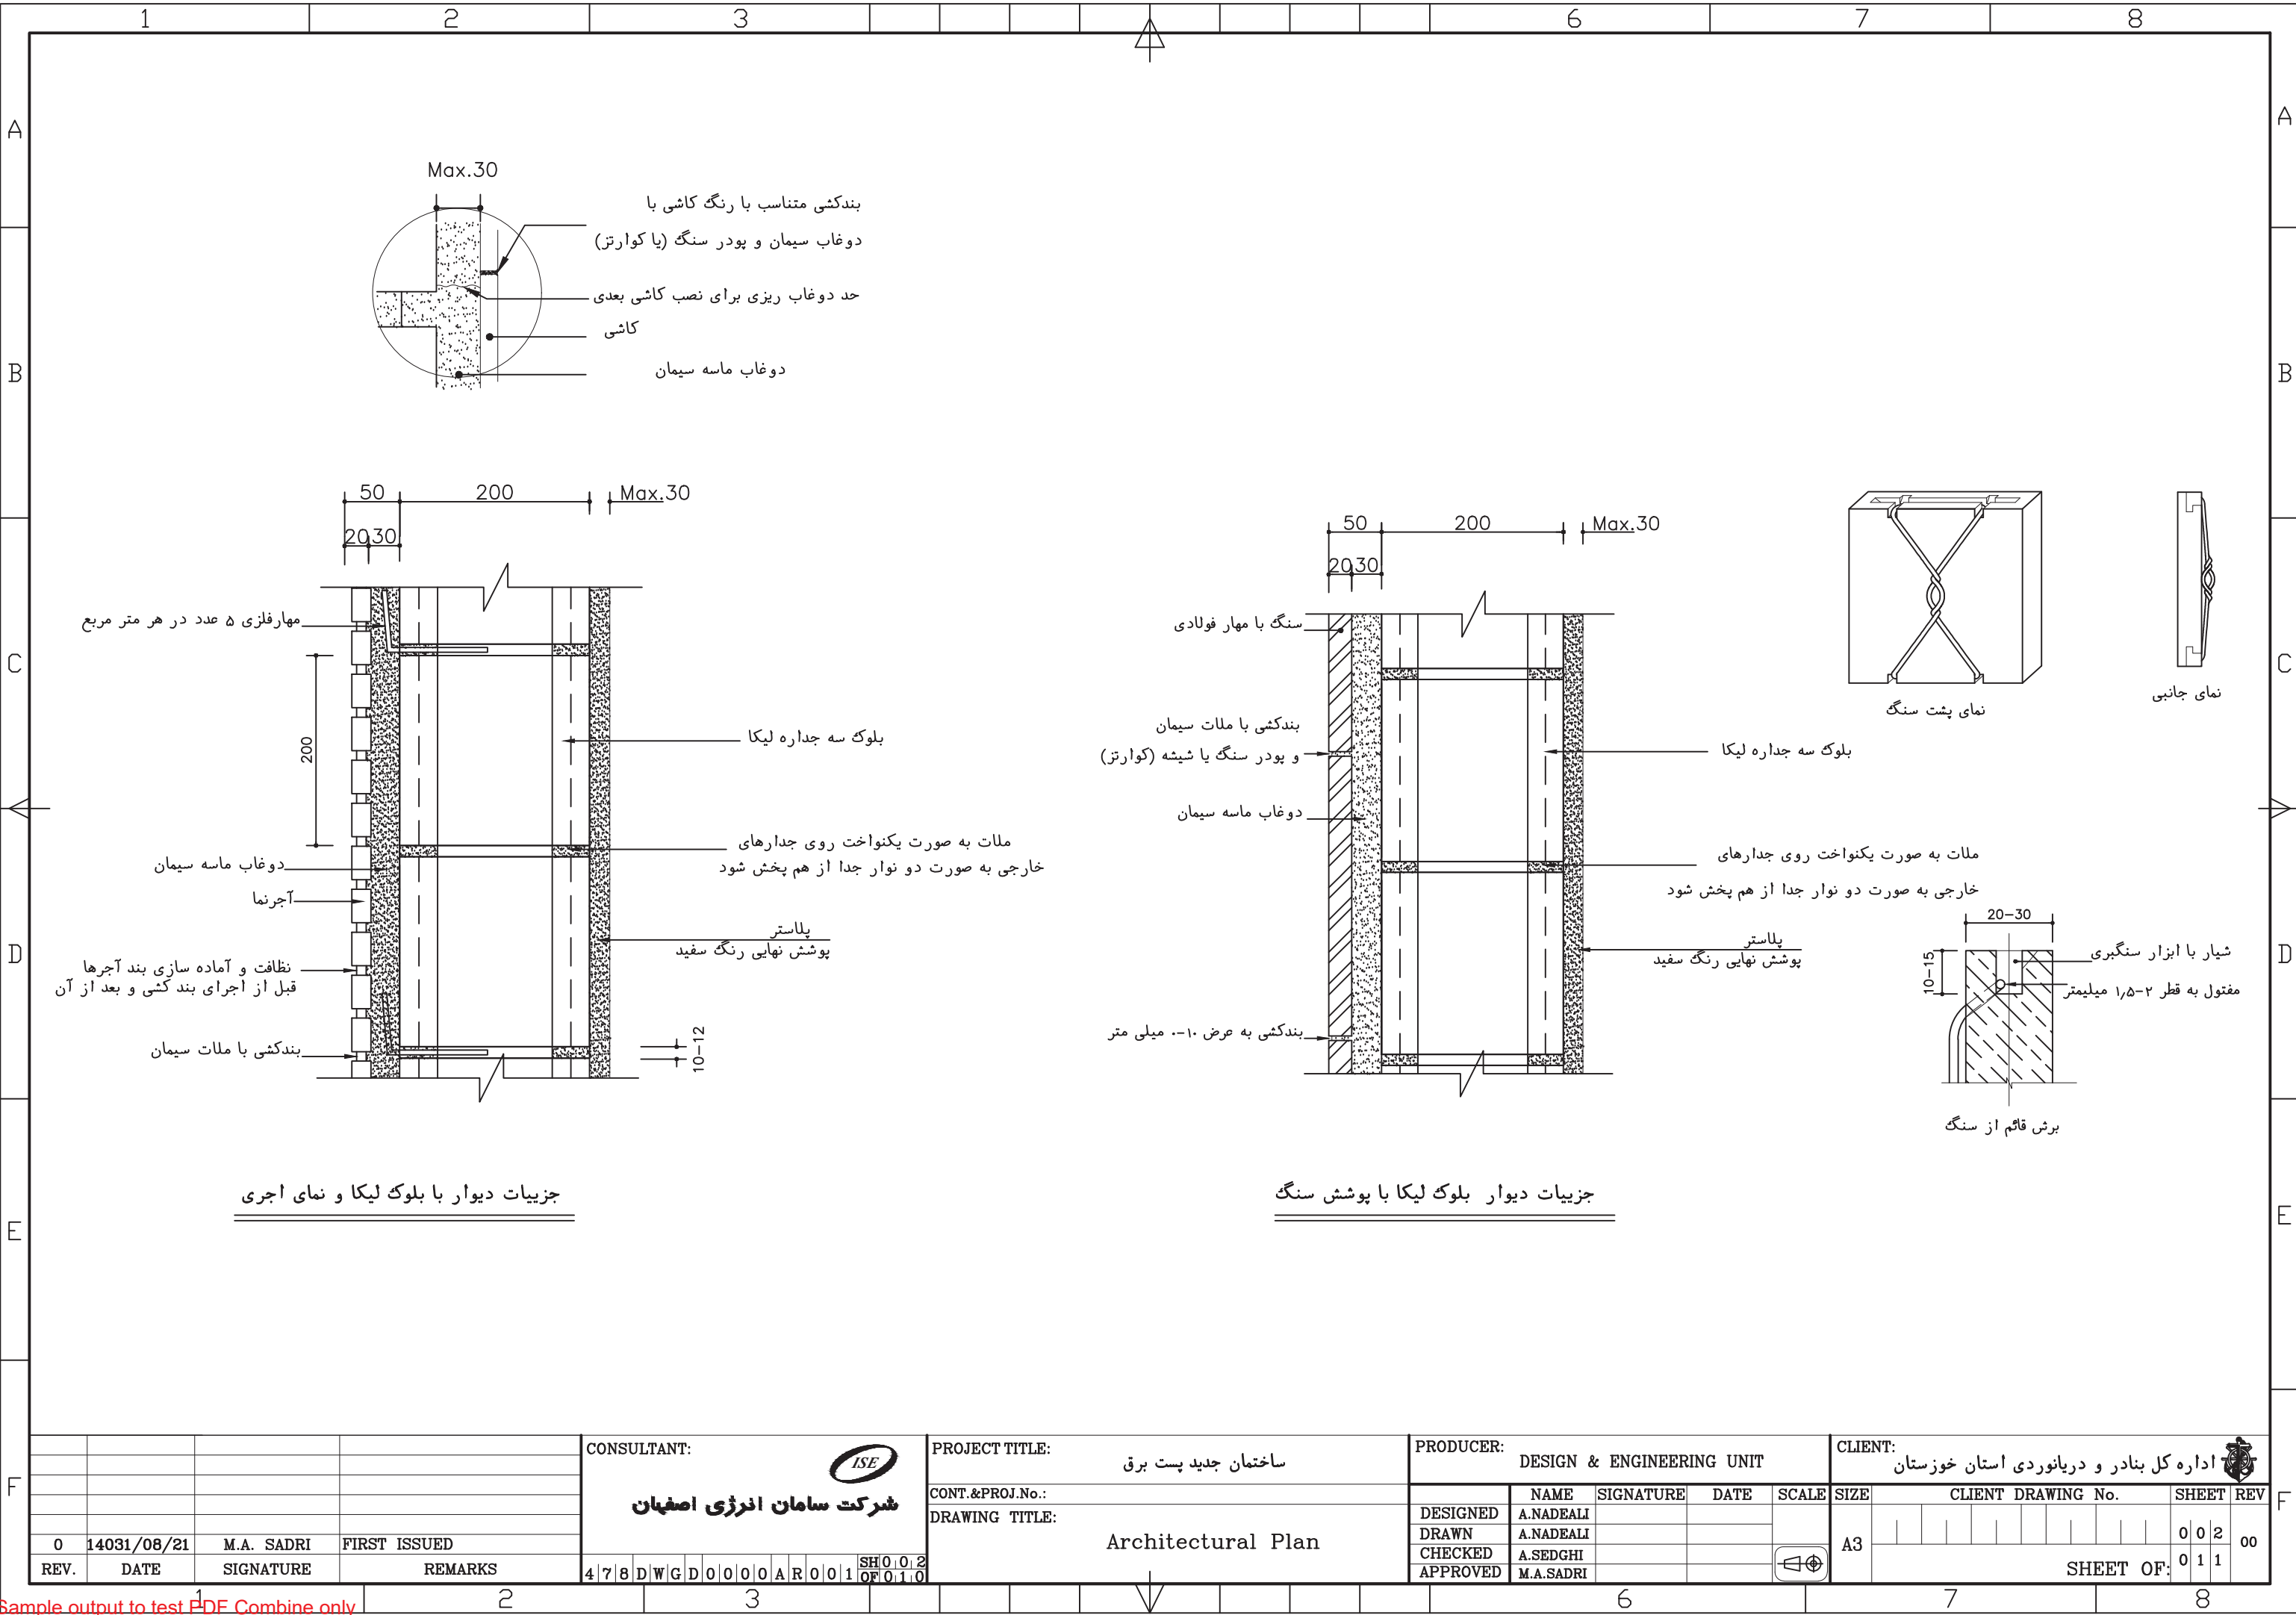 1 2 3 6 7 8
A A
B B
C C
D D
E E
F F
Max.30
بندکشی متناسب با رنگ کاشی با
دوغاب سیمان و پودر سنگ (یا کوارتز)
حد دوغاب ریزی برای نصب کاشی بعدی
کاشی
دوغاب ماسه سیمان
50 200 Max.30
20 30
مهارفلزی ۵ عدد در هر متر مربع
200
بلوک سه جداره لیکا
ملات به صورت یکنواخت روی جدارهای
خارجی به صورت دو نوار جدا از هم پخش شود
دوغاب ماسه سیمان
آجرنما
پلاستر
پوشش نهایی رنگ سفید
نظافت و آماده سازی بند آجرها
قبل از اجرای بند کشی و بعد از آن
بندکشی با ملات سیمان
10-12
جزییات دیوار با بلوک لیکا و نمای اجری
50 200 Max.30
20 30
سنگ با مهار فولادی
بندکشی با ملات سیمان
و پودر سنگ یا شیشه (کوارتز)
بلوک سه جداره لیکا
دوغاب ماسه سیمان
ملات به صورت یکنواخت روی جدارهای
خارجی به صورت دو نوار جدا از هم پخش شود
پلاستر
پوشش نهایی رنگ سفید
بندکشی به عرض ۱۰-۰ میلی متر
جزییات دیوار بلوک لیکا با پوشش سنگ
نمای پشت سنگ
نمای جانبی
20-30
10-15
شیار با ابزار سنگبری
مفتول به قطر ۲-۱٫۵ میلیمتر
برش قائم از سنگ
0 14031/08/21 M.A. SADRI FIRST ISSUED
REV. DATE SIGNATURE REMARKS
CONSULTANT:
ISE
شرکت سامان انرژی اصفهان
478DWGD0000AR001 SH 002
OF 010
PROJECT TITLE:
ساختمان جدید پست برق
CONT.&PROJ.No.:
DRAWING TITLE:
Architectural Plan
PRODUCER:
DESIGN & ENGINEERING UNIT
NAME SIGNATURE DATE SCALE
DESIGNED A.NADEALI
DRAWN A.NADEALI
CHECKED A.SEDGHI
APPROVED M.A.SADRI
CLIENT:
اداره کل بنادر و دریانوردی استان خوزستان
SIZE CLIENT DRAWING No. SHEET REV
A3 002 00
SHEET OF: 011
1 2 3 6 7 8
Sample output to test PDF Combine only